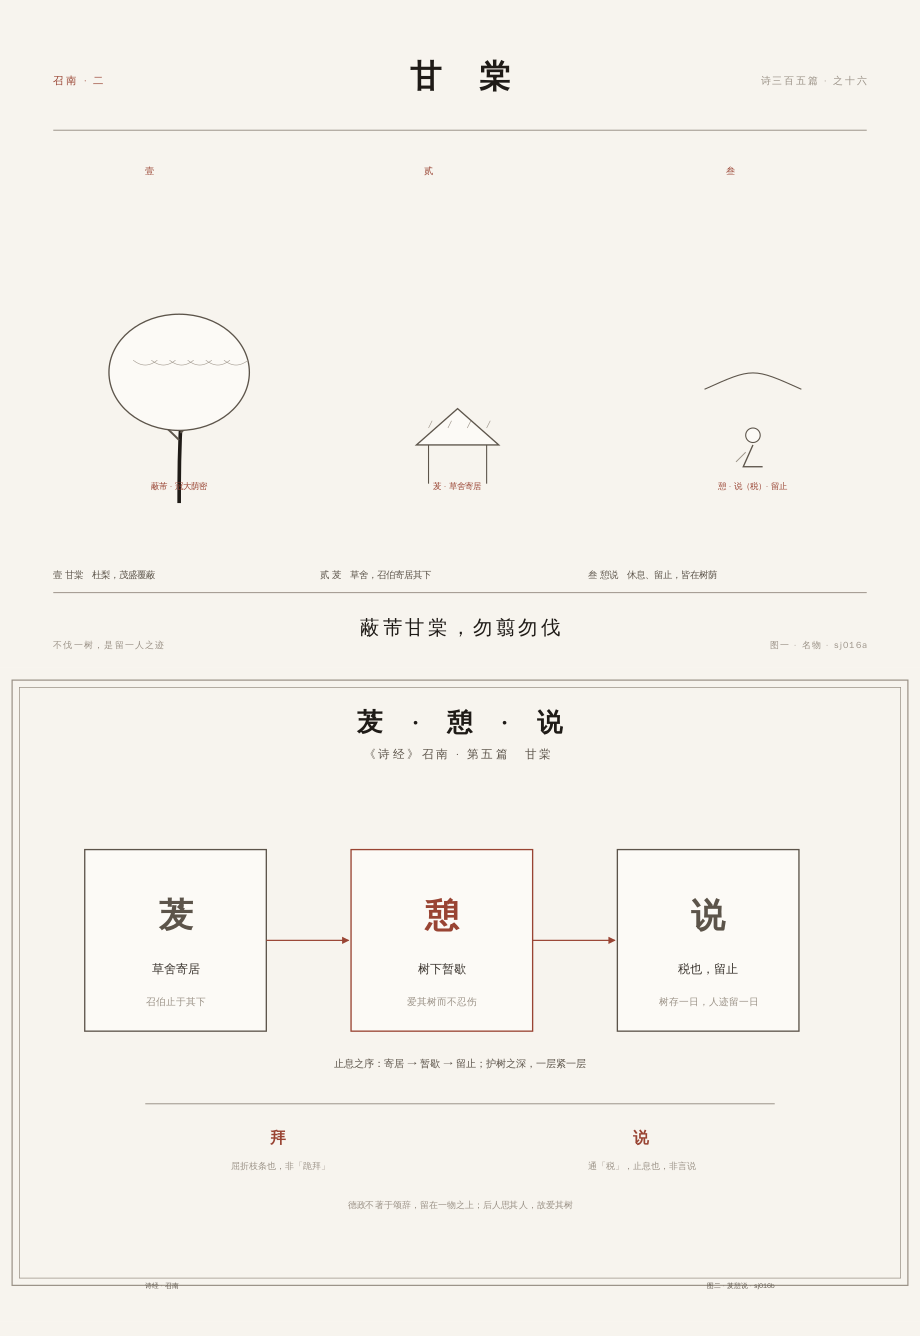 召南 · 二
甘棠
诗三百五篇 · 之十六
壹
贰
叁
蔽芾 · 冠大荫密
茇 · 草舍寄居
憩 · 说（税）· 留止
壹 甘棠 杜梨，茂盛覆蔽
贰 茇 草舍，召伯寄居其下
叁 憩说 休息、留止，皆在树荫
蔽芾甘棠，勿翦勿伐
不伐一树，是留一人之迹
图一 · 名物 · sj016a
茇 · 憩 · 说
《诗经》召南 · 第五篇 甘棠
茇
草舍寄居
召伯止于其下
憩
树下暂歇
爱其树而不忍伤
说
税也，留止
树存一日，人迹留一日
止息之序：寄居 → 暂歇 → 留止；护树之深，一层紧一层
拜
屈折枝条也，非「跪拜」
说
通「税」，止息也，非言说
德政不著于颂辞，留在一物之上；后人思其人，故爱其树
诗经 · 召南
图二 · 茇憩说 · sj016b